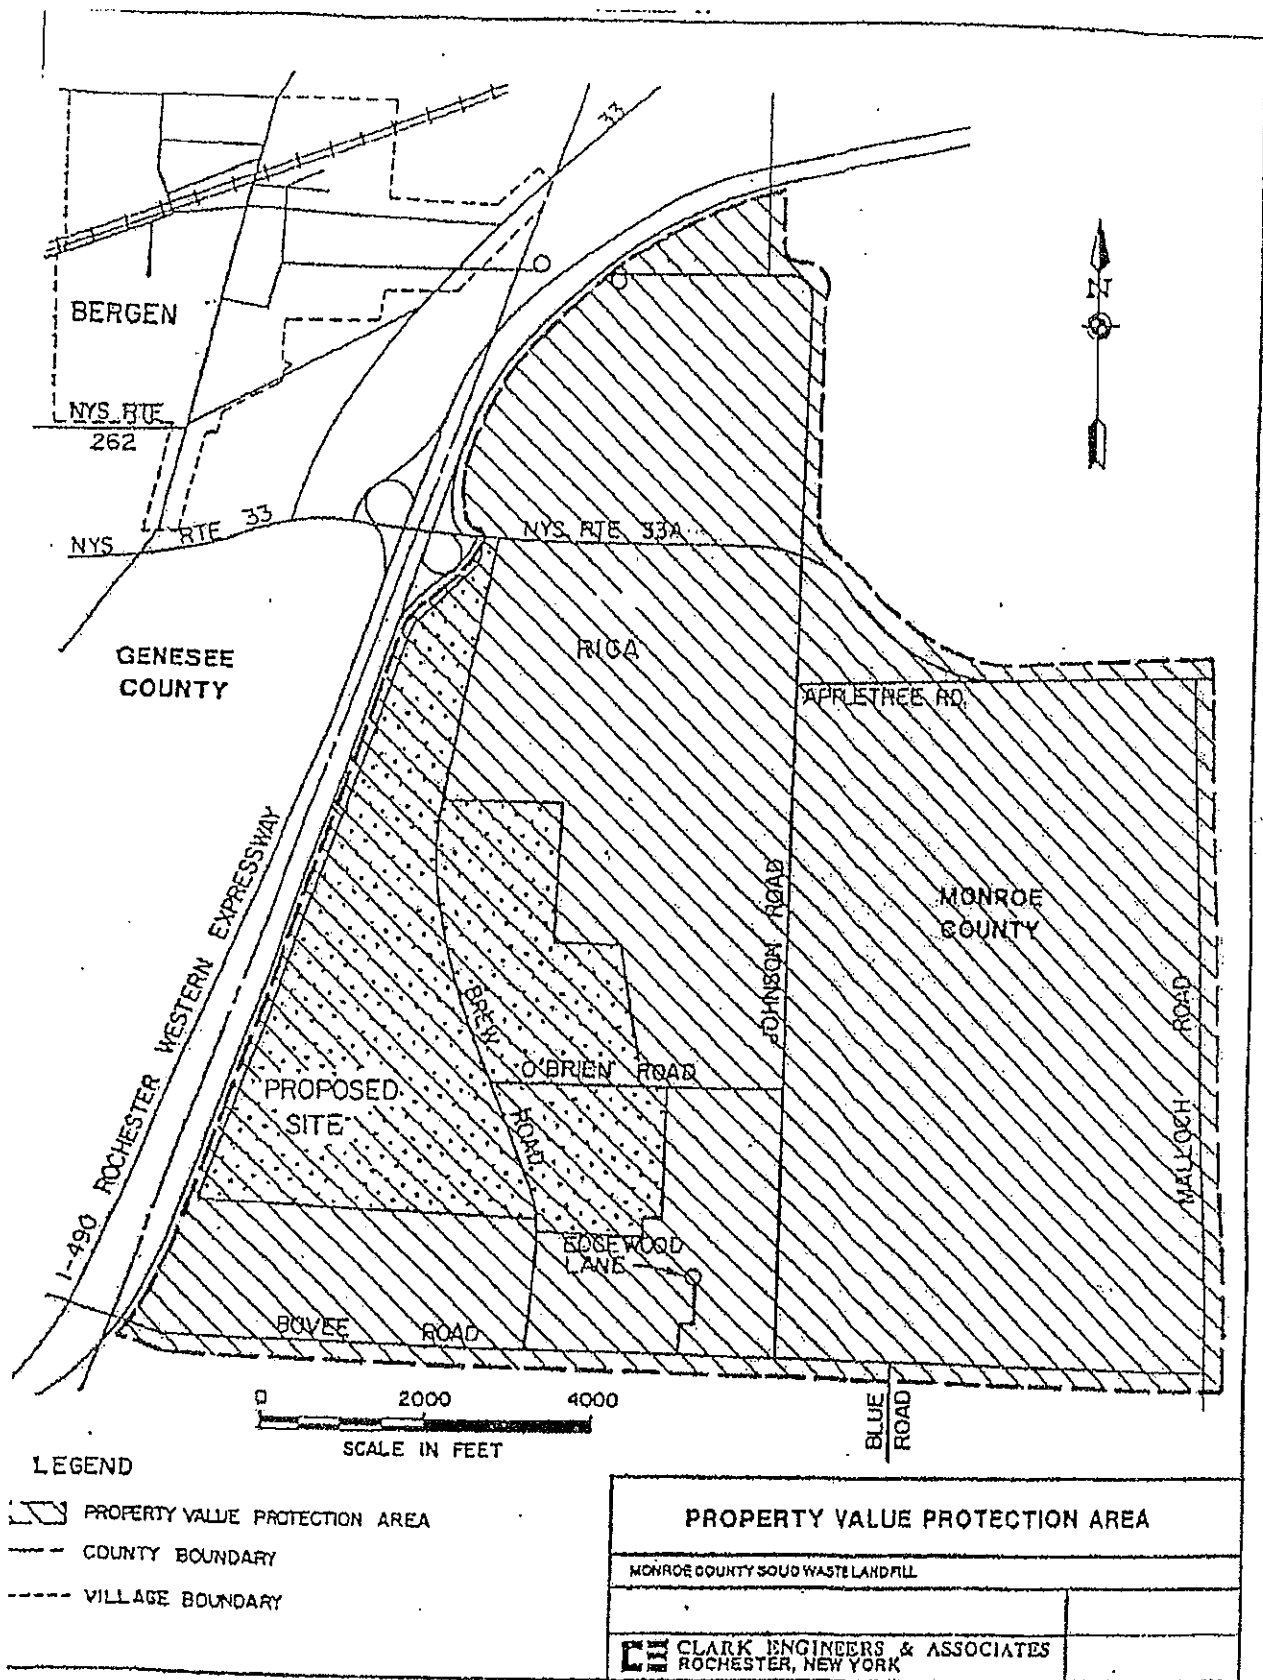 33
N
BERGEN
NYS RTE
262
NYS RTE 33
NYS RTE 33A
GENESEE
COUNTY
RIGA
APPLETREE RD.
I-490 ROCHESTER WESTERN EXPRESSWAY
MONROE
COUNTY
JOHNSON ROAD
BREW
ROAD
O'BRIEN ROAD
MALLOCH ROAD
PROPOSED
SITE
EDGEWOOD
LANE
BOVEE ROAD
BLUE
ROAD
0 2000 4000
SCALE IN FEET
LEGEND
PROPERTY VALUE PROTECTION AREA
COUNTY BOUNDARY
VILLAGE BOUNDARY
PROPERTY VALUE PROTECTION AREA
MONROE COUNTY SOLID WASTE LANDFILL
CLARK ENGINEERS & ASSOCIATES
ROCHESTER, NEW YORK